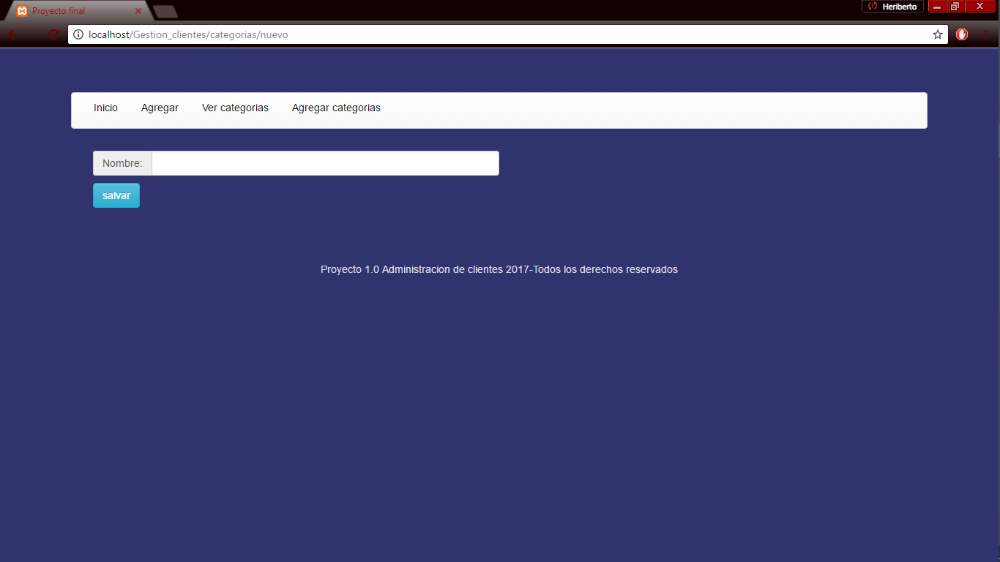 Proyecto final
Heriberto
localhost/Gestion_clientes/categorias/nuevo
Inicio Agregar Ver categorias Agregar categorias
Nombre:
salvar
Proyecto 1.0 Administracion de clientes 2017-Todos los derechos reservados